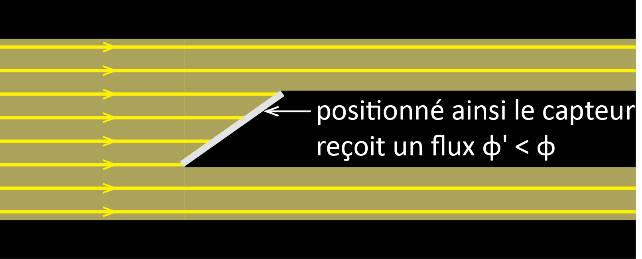 positionné ainsi le capteur
reçoit un flux ϕ' < ϕ